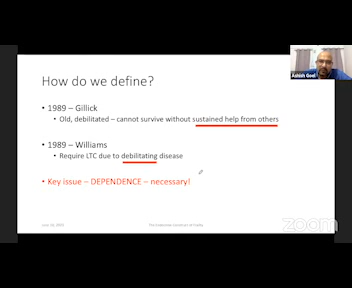 Ashish Goel
How do we define?
• 1989 – Gillick
• Old, debilitated – cannot survive without sustained help from others
• 1989 – Williams
• Require LTC due to debilitating disease
• Key issue – DEPENDENCE – necessary!
zoom